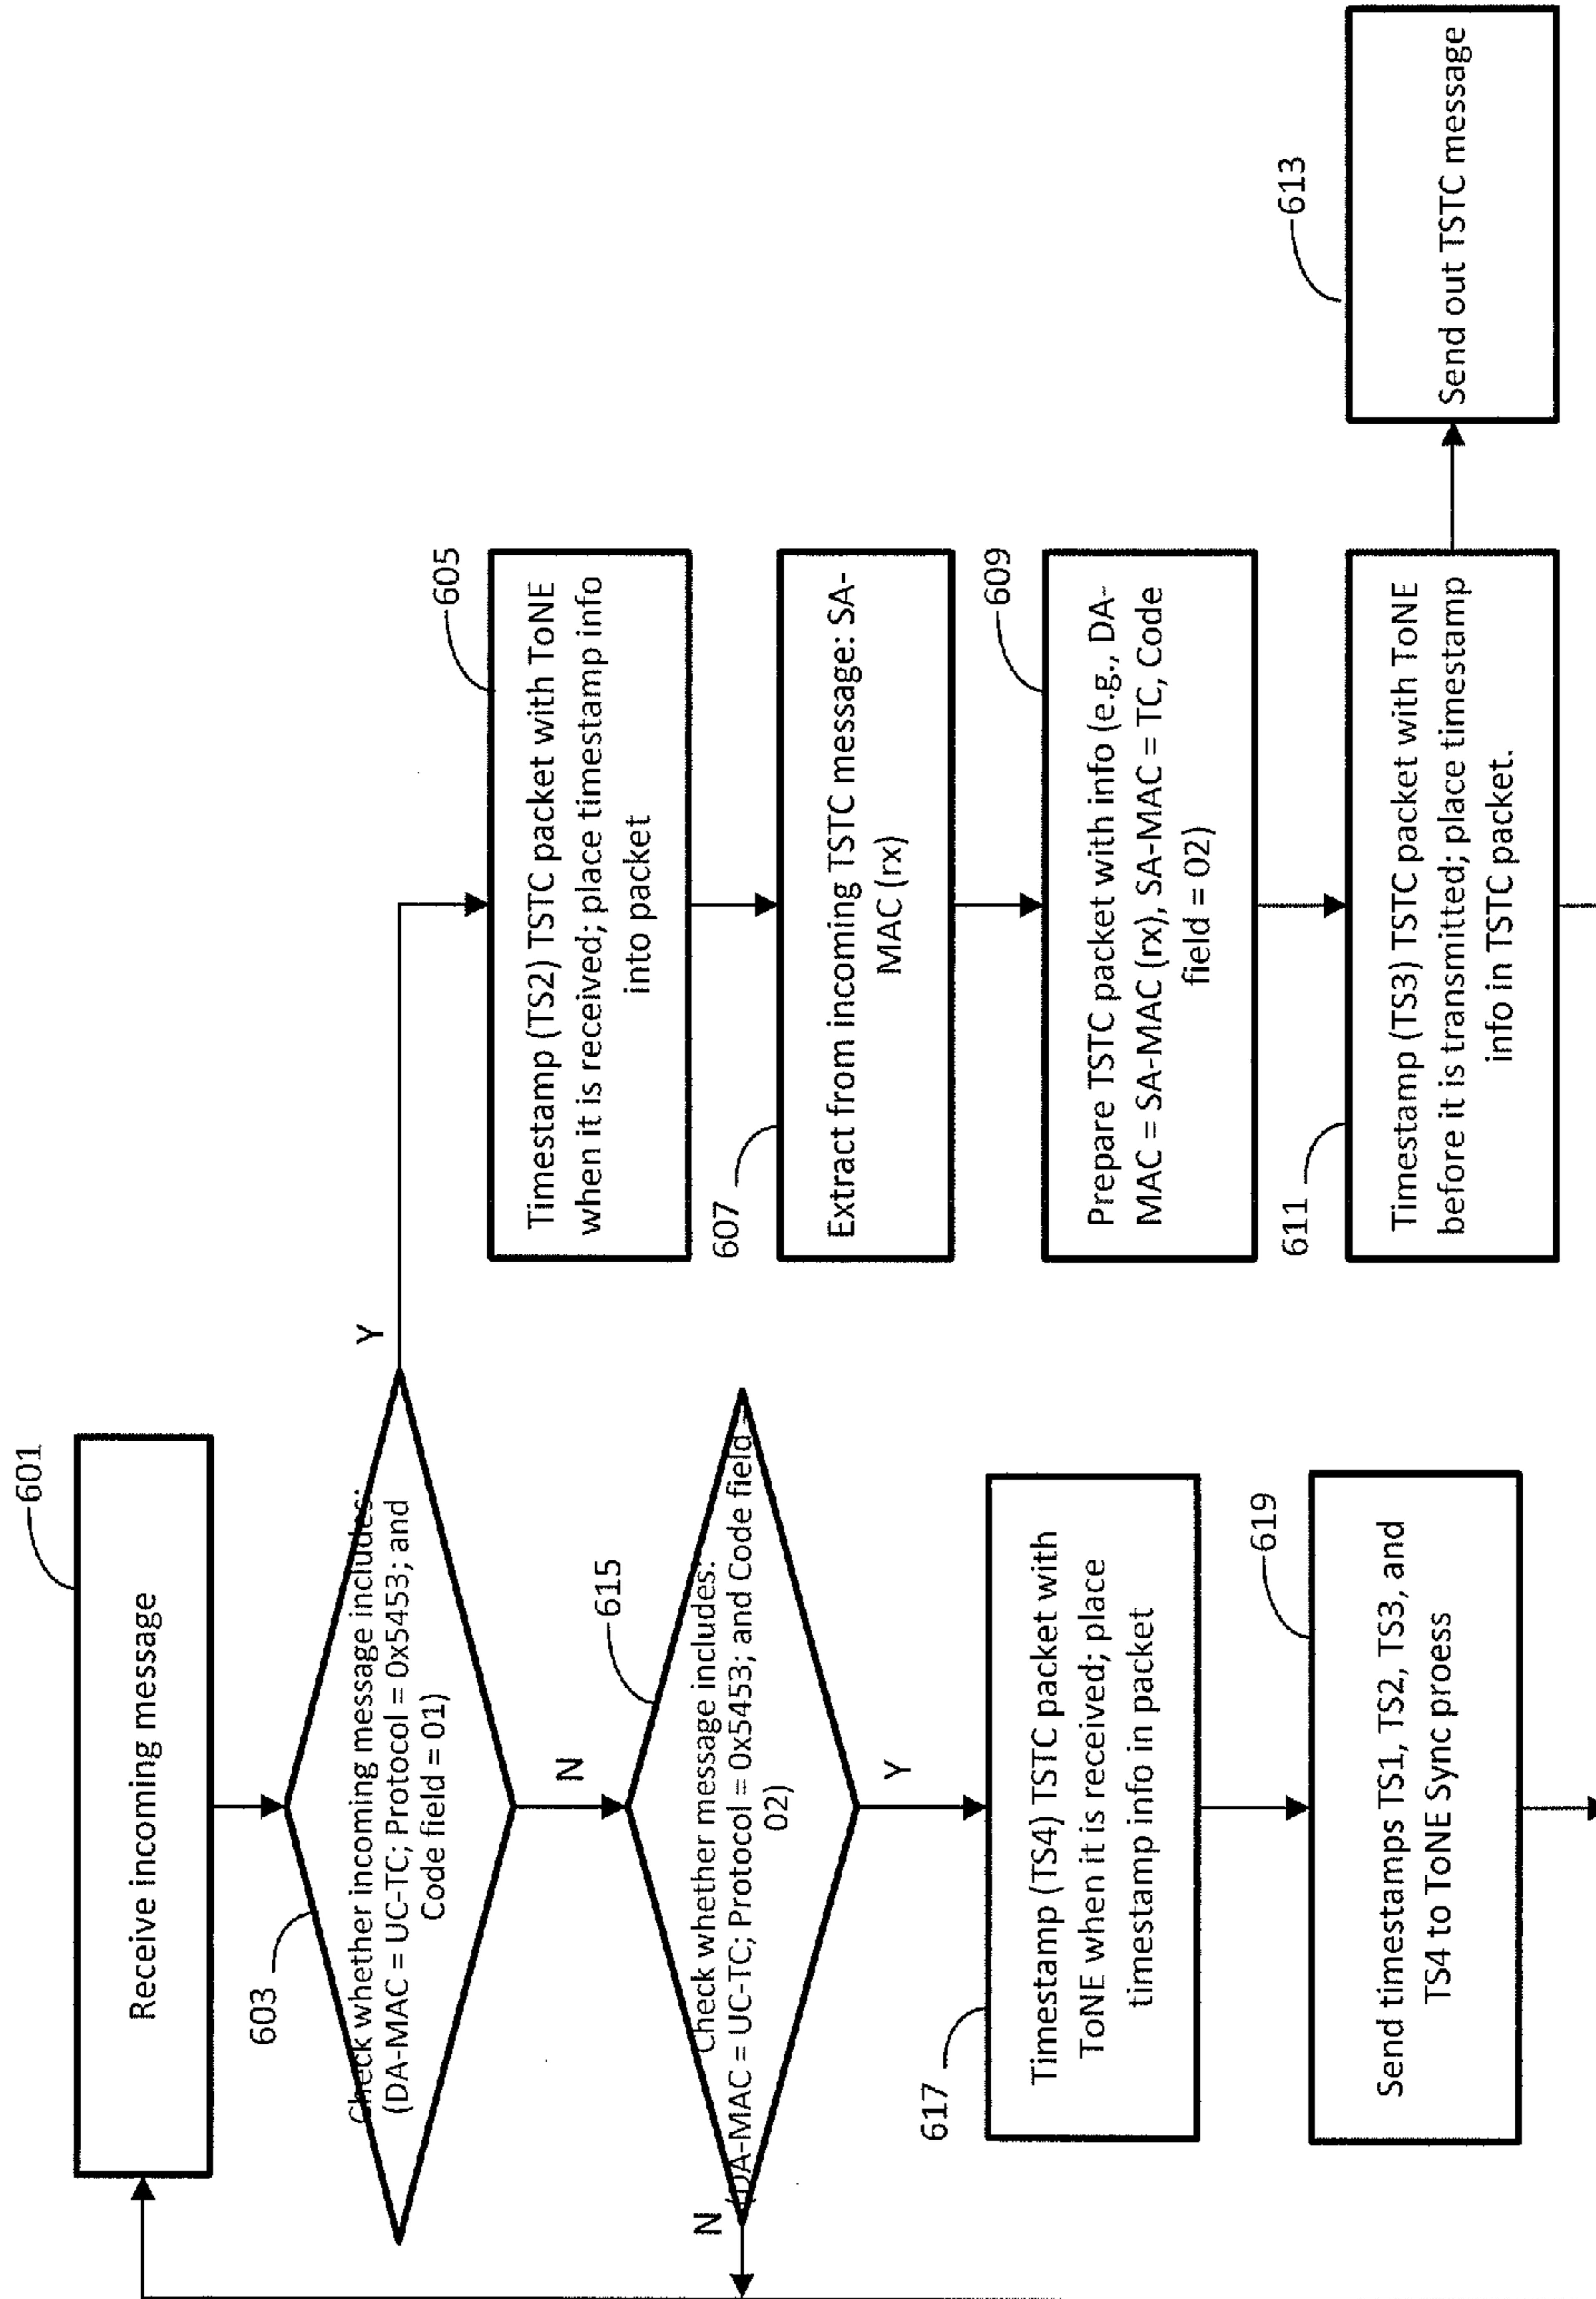 601
Receive incoming message
603
Check whether incoming message includes:
(DA-MAC = UC-TC; Protocol = 0x5453; and
Code field = 01)
Y
N
605
Timestamp (TS2) TSTC packet with ToNE
when it is received; place timestamp info
into packet
607
Extract from incoming TSTC message: SA-
MAC (rx)
609
Prepare TSTC packet with info (e.g., DA-
MAC = SA-MAC (rx), SA-MAC = TC, Code
field = 02)
611
Timestamp (TS3) TSTC packet with ToNE
before it is transmitted; place timestamp
info in TSTC packet.
613
Send out TSTC message
615
Check whether message includes:
(DA-MAC = UC-TC; Protocol = 0x5453; and Code field
02)
N
Y
617
Timestamp (TS4) TSTC packet with
ToNE when it is received; place
timestamp info in packet
619
Send timestamps TS1, TS2, TS3, and
TS4 to ToNE Sync proess